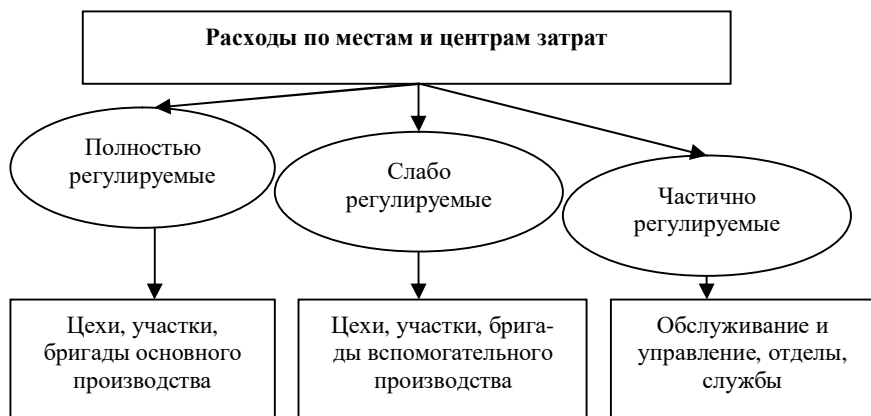 Расходы по местам и центрам затрат
Полностью
регулируемые
Слабо
регулируемые
Частично
регулируемые
Цехи, участки,
бригады основного
производства
Цехи, участки, брига-
ды вспомогательного
производства
Обслуживание и
управление, отделы,
службы